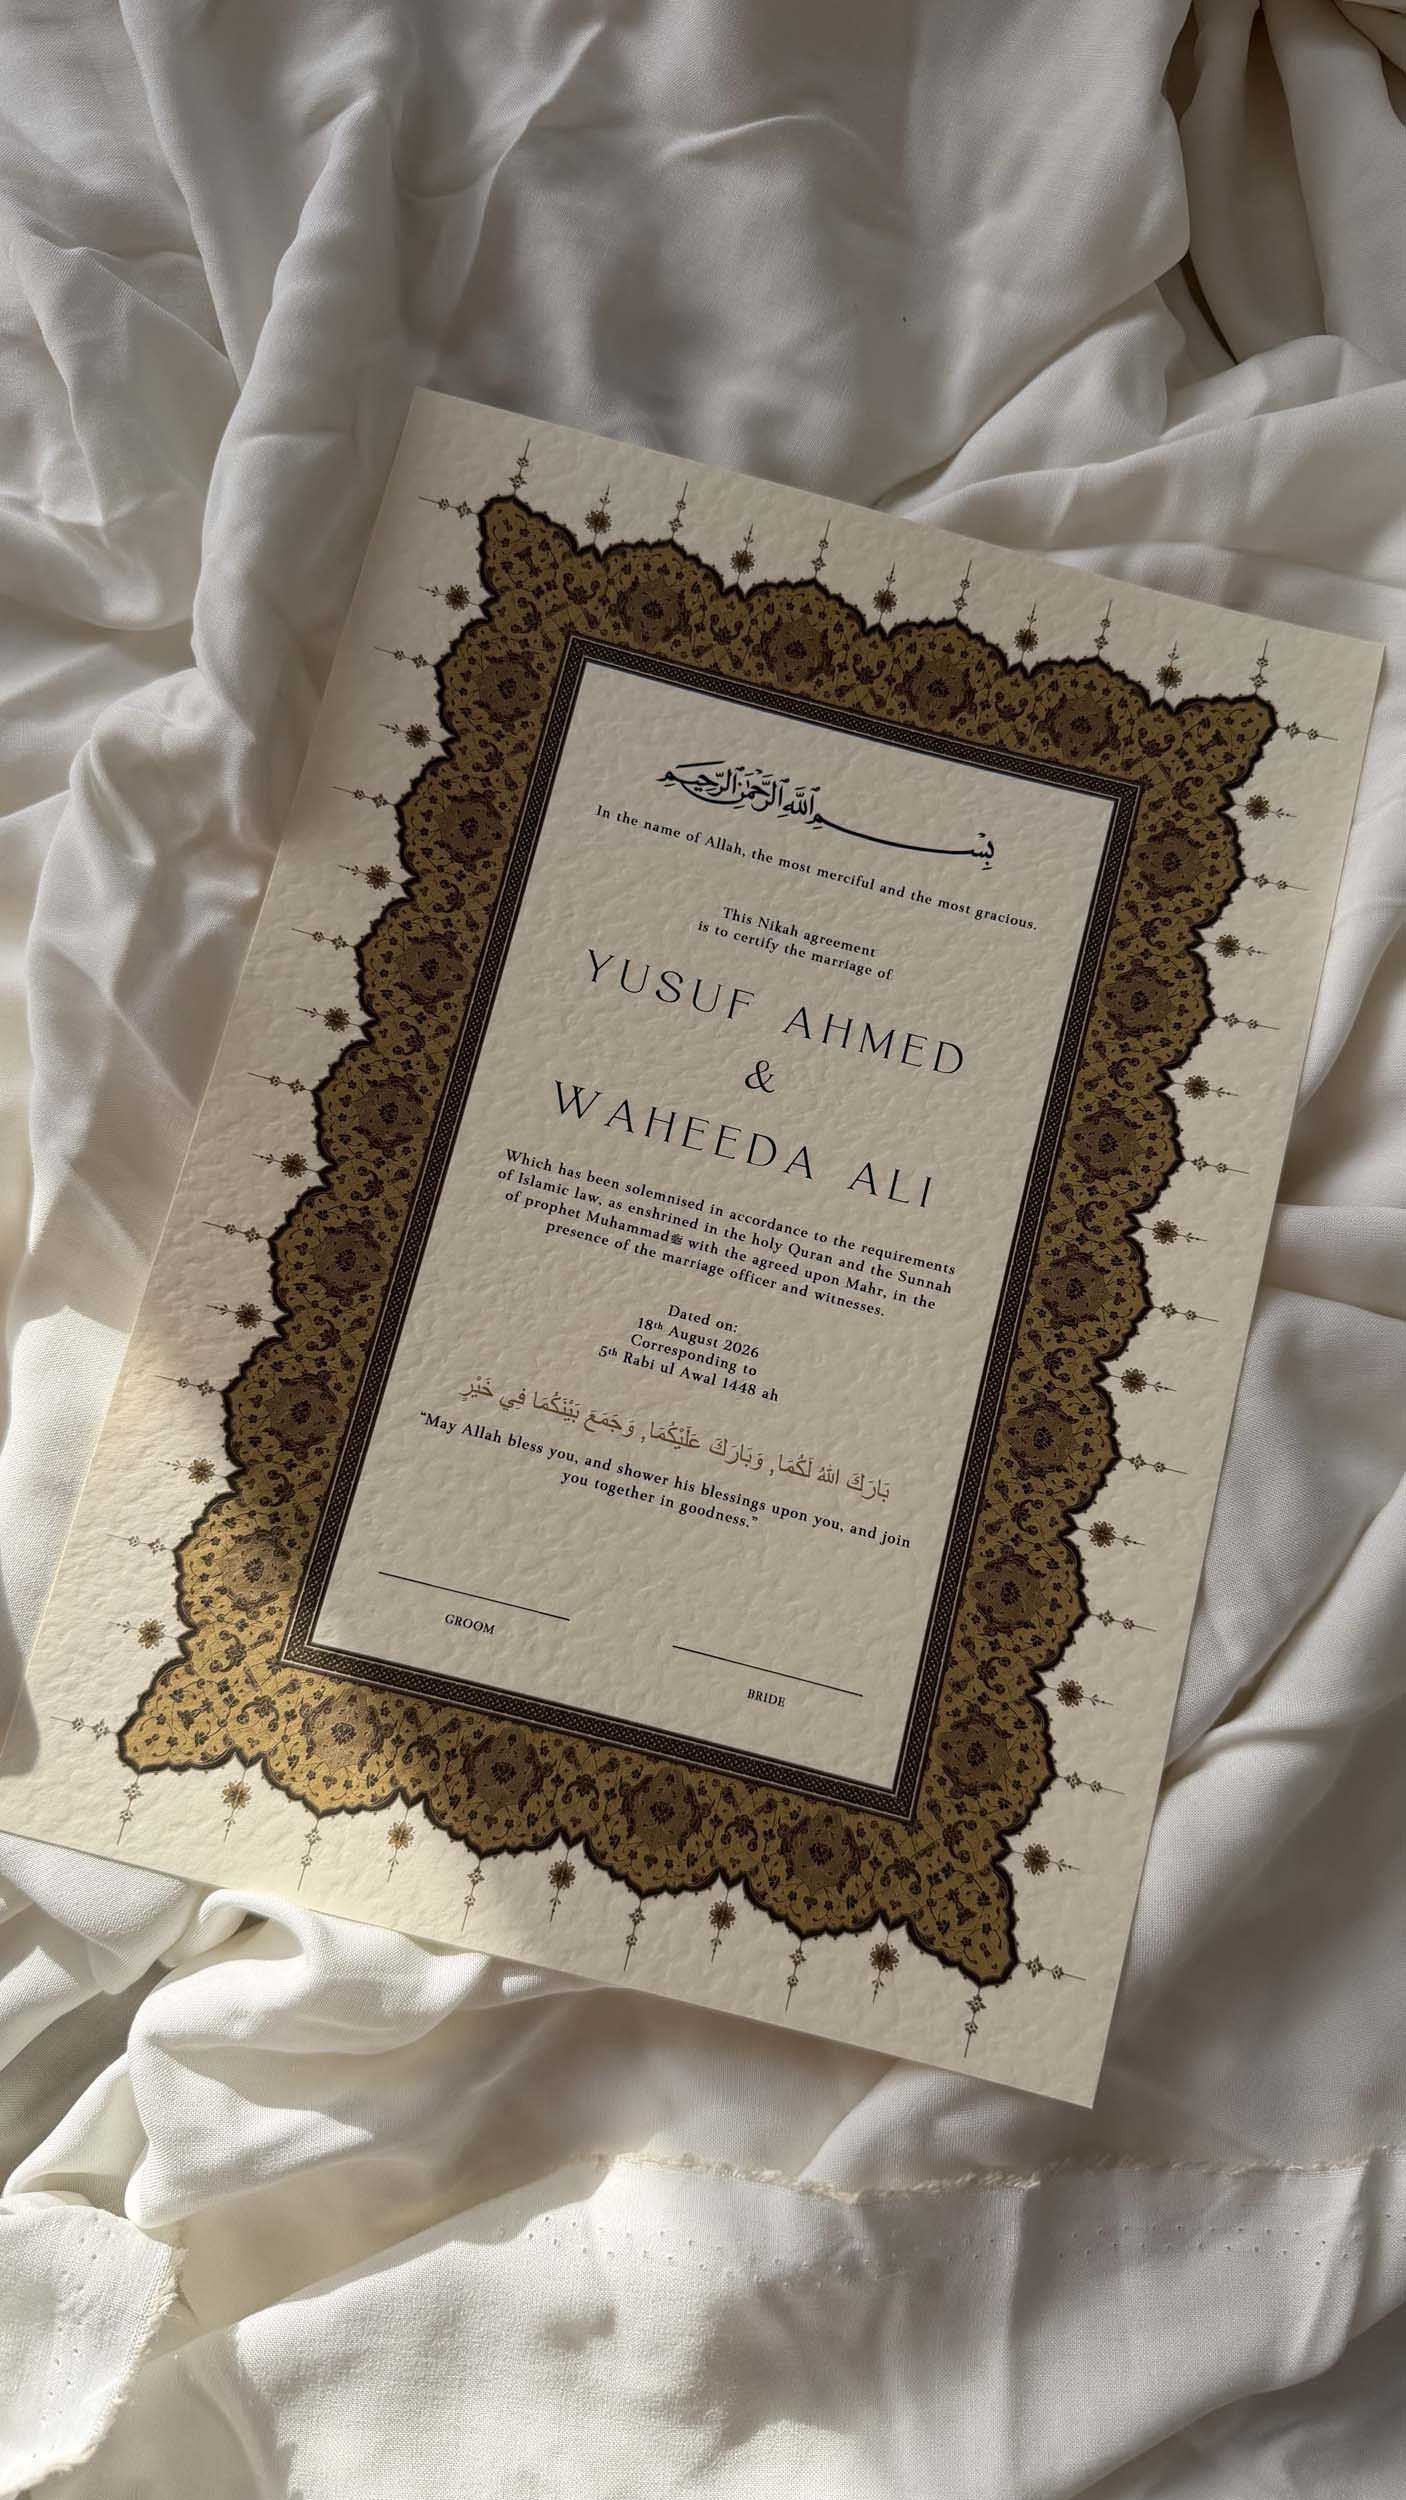 بِسْمِ ٱللَّهِ ٱلرَّحْمَٰنِ ٱلرَّحِيمِ
In the name of Allah, the most merciful and the most gracious.
This Nikah agreement
is to certify the marriage of
YUSUF AHMED
&
WAHEEDA ALI
Which has been solemnised in accordance to the requirements
of Islamic law, as enshrined in the holy Quran and the Sunnah
of prophet Muhammadﷺ with the agreed upon Mahr, in the
presence of the marriage officer and witnesses.
Dated on:
18th August 2026
Corresponding to
5th Rabi ul Awal 1448 ah
بَارَكَ اللهُ لَكُمَا, وَبَارَكَ عَلَيْكُمَا, وَجَمَعَ بَيْنَكُمَا فِي خَيْرٍ
“May Allah bless you, and shower his blessings upon you, and join
you together in goodness.”
GROOM
BRIDE